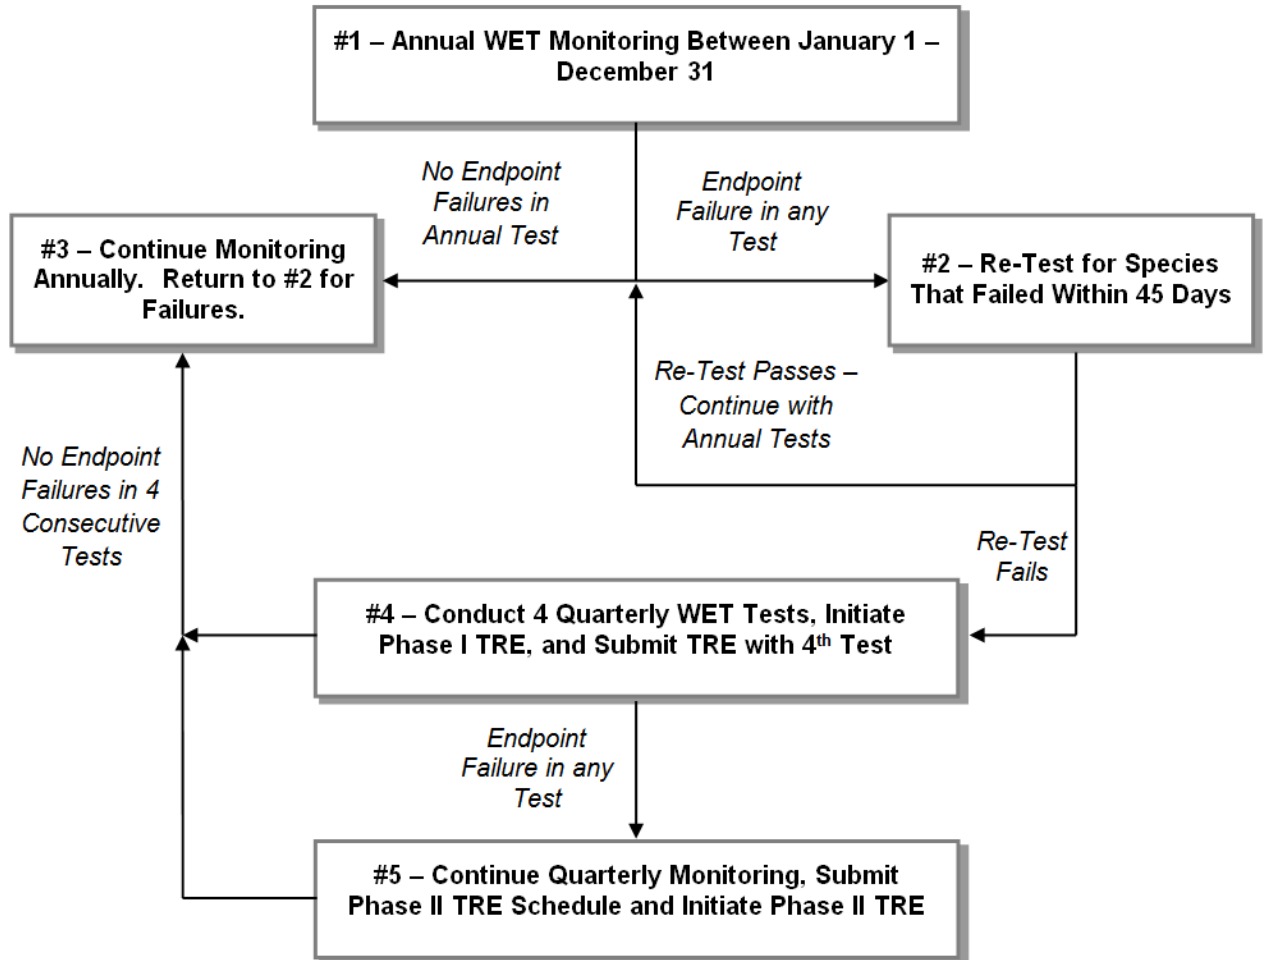 #1 – Annual WET Monitoring Between January 1 –
December 31
No Endpoint
Failures in
Annual Test
Endpoint
Failure in any
Test
#3 – Continue Monitoring
Annually.  Return to #2 for
Failures.
#2 – Re-Test for Species
That Failed Within 45 Days
Re-Test Passes –
Continue with
Annual Tests
No Endpoint
Failures in 4
Consecutive
Tests
Re-Test
Fails
#4 – Conduct 4 Quarterly WET Tests, Initiate
Phase I TRE, and Submit TRE with 4th Test
Endpoint
Failure in any
Test
#5 – Continue Quarterly Monitoring, Submit
Phase II TRE Schedule and Initiate Phase II TRE